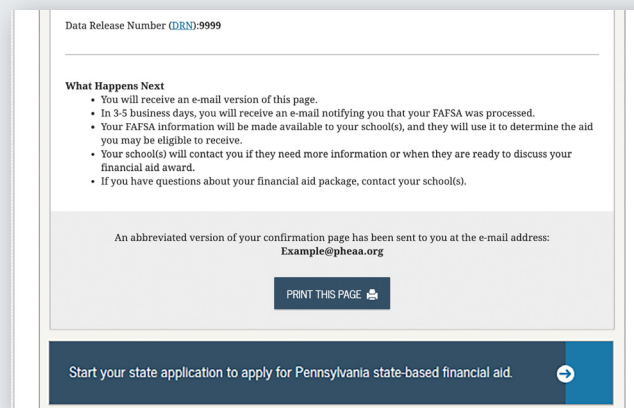 Data Release Number (DRN):9999
What Happens Next
• You will receive an e-mail version of this page.
• In 3-5 business days, you will receive an e-mail notifying you that your FAFSA was processed.
• Your FAFSA information will be made available to your school(s), and they will use it to determine the aid
you may be eligible to receive.
• Your school(s) will contact you if they need more information or when they are ready to discuss your
financial aid award.
• If you have questions about your financial aid package, contact your school(s).
An abbreviated version of your confirmation page has been sent to you at the e-mail address:
Example@pheaa.org
PRINT THIS PAGE
Start your state application to apply for Pennsylvania state-based financial aid.